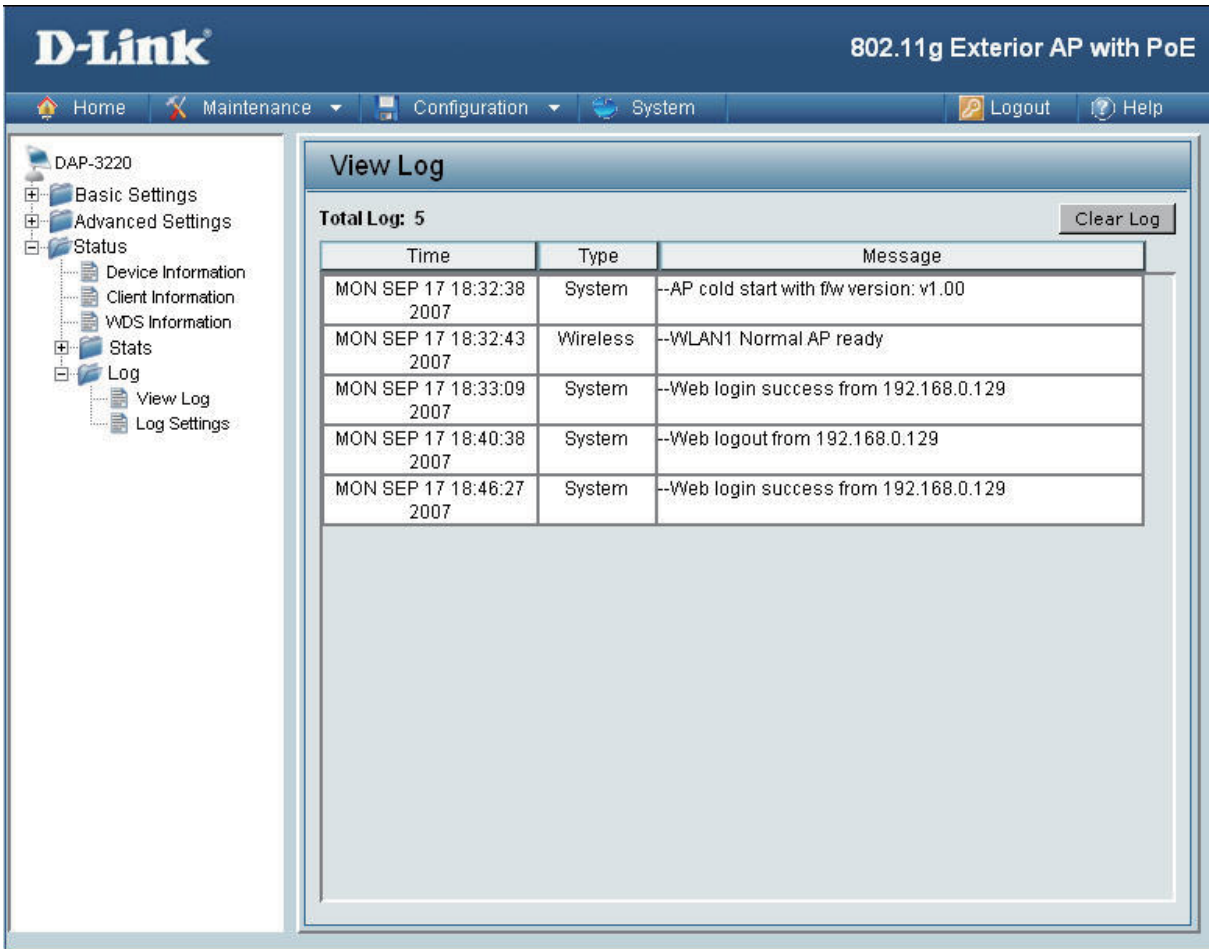 D-Link
802.11g Exterior AP with PoE
Home Maintenance Configuration System Logout Help
DAP-3220
Basic Settings
Advanced Settings
Status
Device Information
Client Information
WDS Information
Stats
Log
View Log
Log Settings
View Log
Total Log: 5
Clear Log
Time Type Message
MON SEP 17 18:32:38 System --AP cold start with f/w version: v1.00
2007
MON SEP 17 18:32:43 Wireless --WLAN1 Normal AP ready
2007
MON SEP 17 18:33:09 System --Web login success from 192.168.0.129
2007
MON SEP 17 18:40:38 System --Web logout from 192.168.0.129
2007
MON SEP 17 18:46:27 System --Web login success from 192.168.0.129
2007